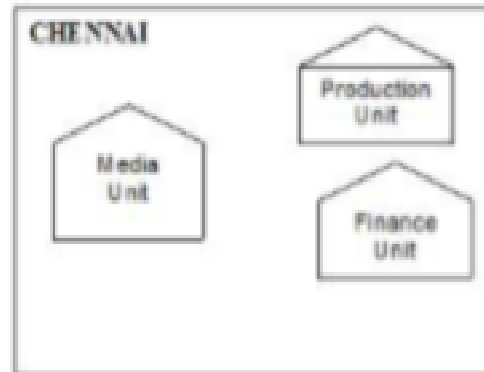 CHENNAI
Production
Unit
Media
Unit
Finance
Unit